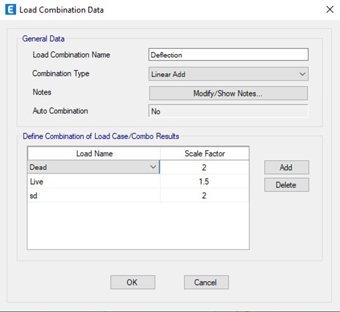 E Load Combination Data
General Data
Load Combination Name Deflection
Combination Type Linear Add
Notes Modify/Show Notes...
Auto Combination No
Define Combination of Load Case/Combo Results
Load Name Scale Factor
Dead 2 Add
Live 1.5 Delete
sd 2
OK Cancel